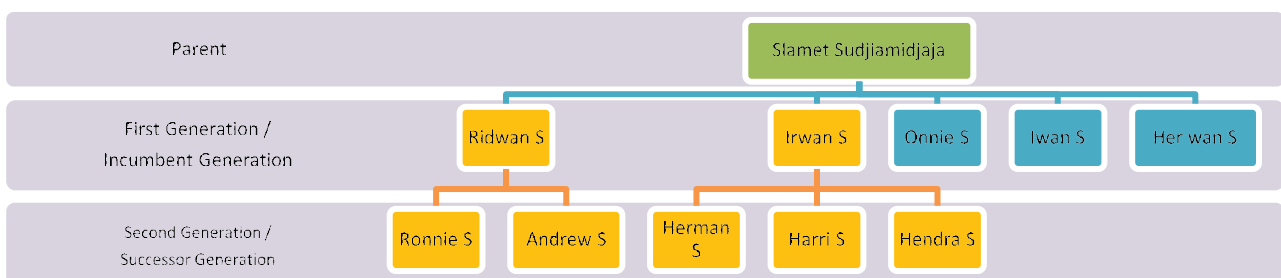 Parent
Slamet Sudjiamidjaja
First Generation /
Incumbent Generation
Ridwan S
Irwan S
Onnie S
Iwan S
Her wan S
Second Generation /
Successor Generation
Ronnie S
Andrew S
Herman
S
Harri S
Hendra S